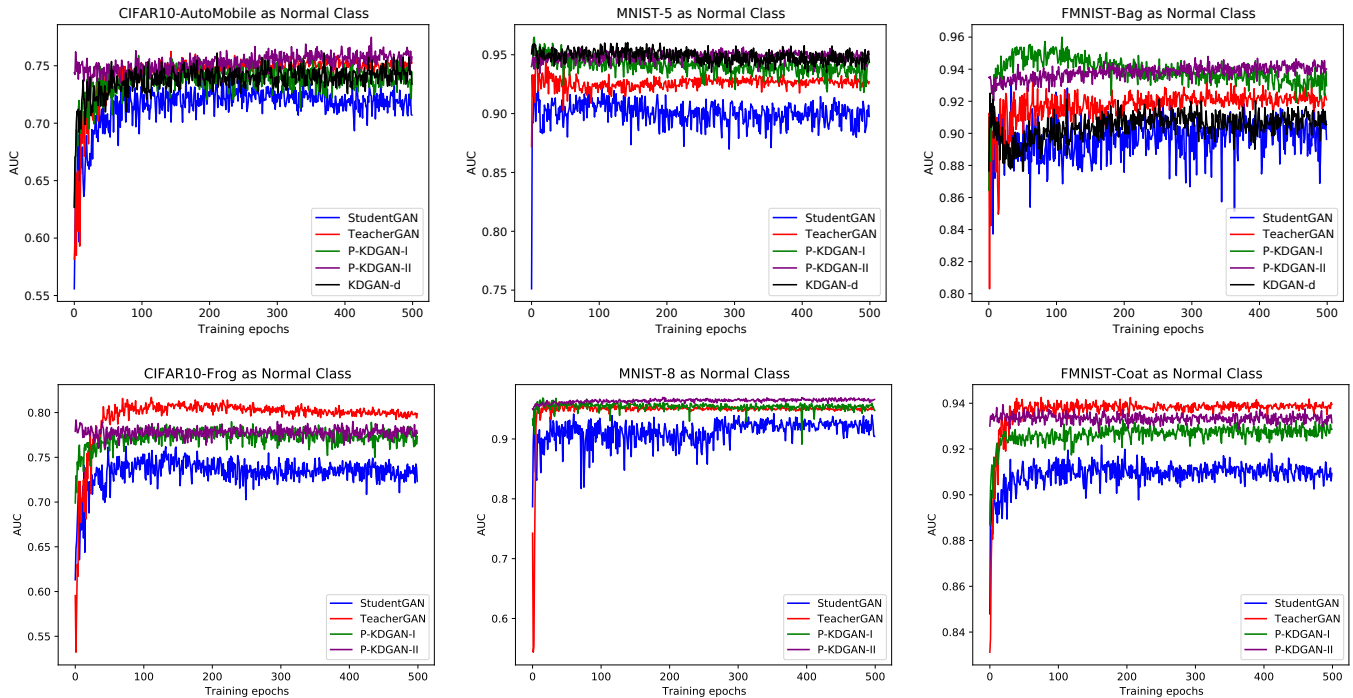 CIFAR10-AutoMobile as Normal Class
AUC
0.75
0.70
0.65
0.60
0.55
StudentGAN
TeacherGAN
P-KDGAN-I
P-KDGAN-II
KDGAN-d
0 100 200 300 400 500
Training epochs
MNIST-5 as Normal Class
AUC
0.95
0.90
0.85
0.80
0.75
StudentGAN
TeacherGAN
P-KDGAN-I
P-KDGAN-II
KDGAN-d
0 100 200 300 400 500
Training epochs
FMNIST-Bag as Normal Class
AUC
0.96
0.94
0.92
0.90
0.88
0.86
0.84
0.82
0.80
StudentGAN
TeacherGAN
P-KDGAN-I
P-KDGAN-II
KDGAN-d
0 100 200 300 400 500
Training epochs
CIFAR10-Frog as Normal Class
AUC
0.80
0.75
0.70
0.65
0.60
0.55
StudentGAN
TeacherGAN
P-KDGAN-I
P-KDGAN-II
0 100 200 300 400 500
Training epochs
MNIST-8 as Normal Class
AUC
0.9
0.8
0.7
0.6
StudentGAN
TeacherGAN
P-KDGAN-I
P-KDGAN-II
0 100 200 300 400 500
Training epochs
FMNIST-Coat as Normal Class
AUC
0.94
0.92
0.90
0.88
0.86
0.84
StudentGAN
TeacherGAN
P-KDGAN-I
P-KDGAN-II
0 100 200 300 400 500
Training epochs